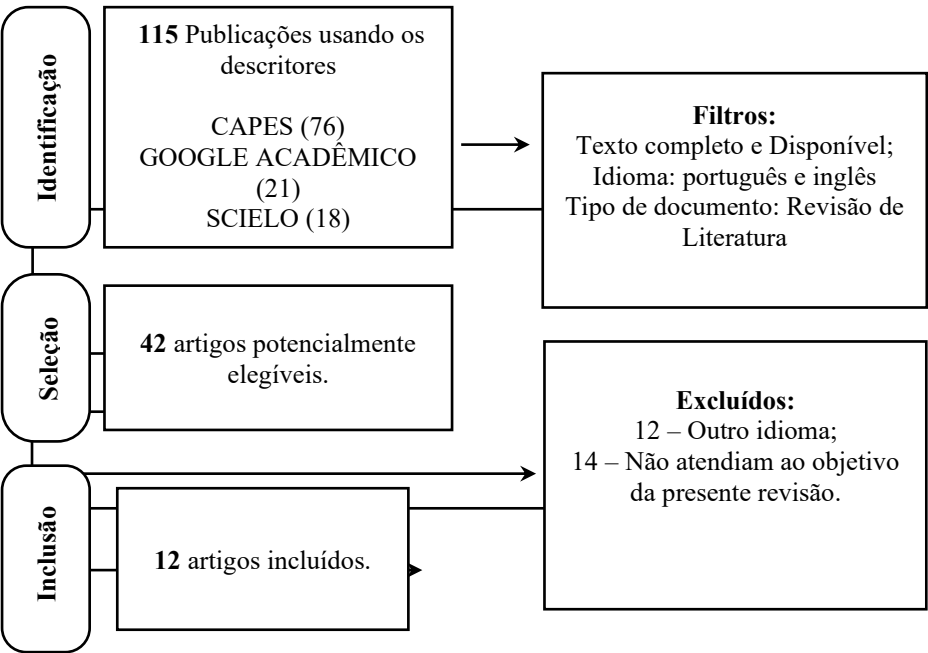 Identificação
115 Publicações usando os
descritores
CAPES (76)
GOOGLE ACADÊMICO
(21)
SCIELO (18)
Filtros:
Texto completo e Disponível;
Idioma: português e inglês
Tipo de documento: Revisão de
Literatura
Seleção
42 artigos potencialmente
elegíveis.
Excluídos:
12 – Outro idioma;
14 – Não atendiam ao objetivo
da presente revisão.
Inclusão
12 artigos incluídos.